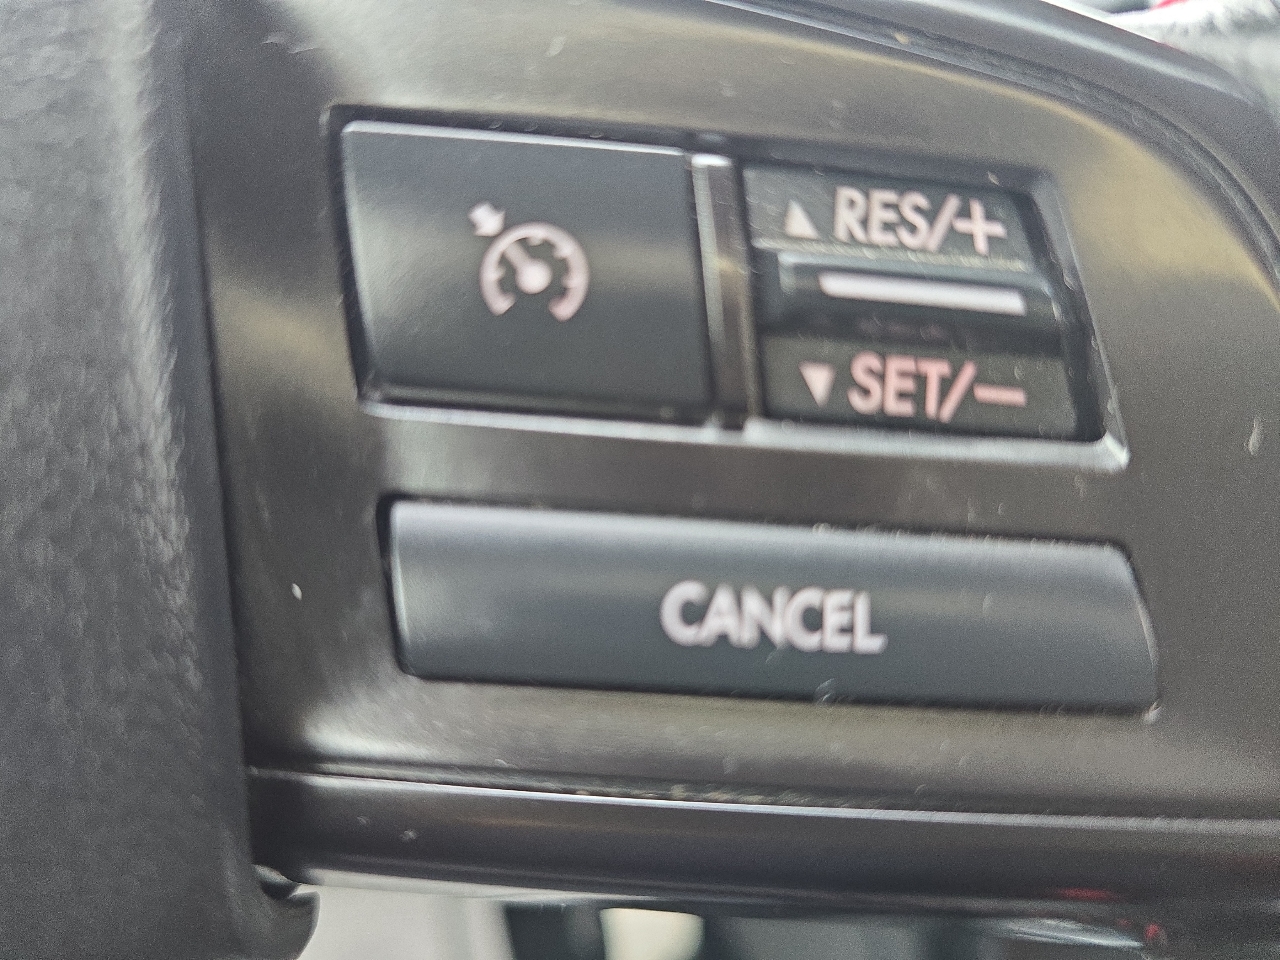 ▲ RES/+
▼ SET/−
CANCEL